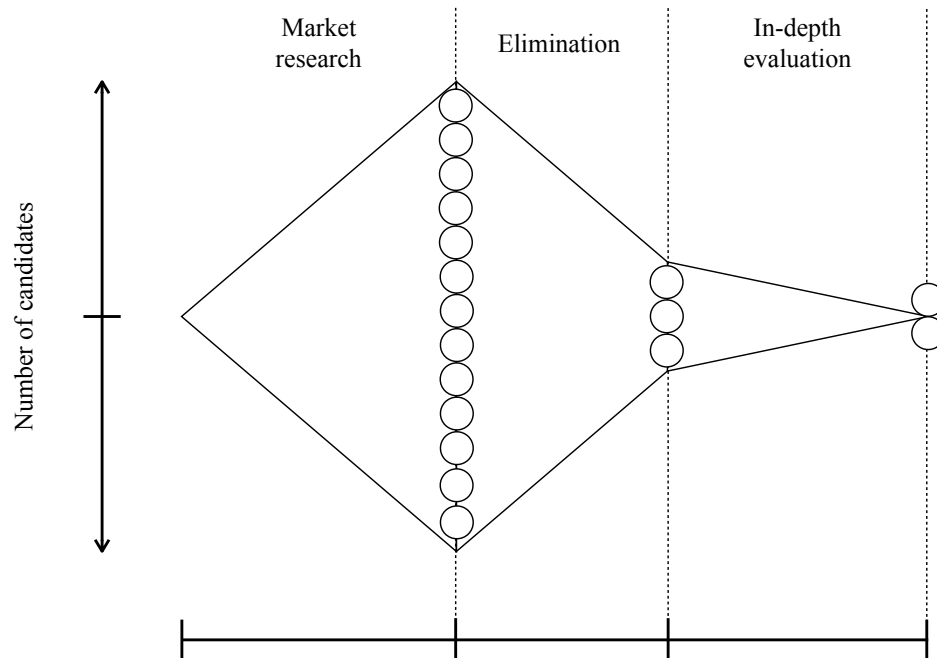 Market
research
Elimination
In-depth
evaluation
Number of candidates